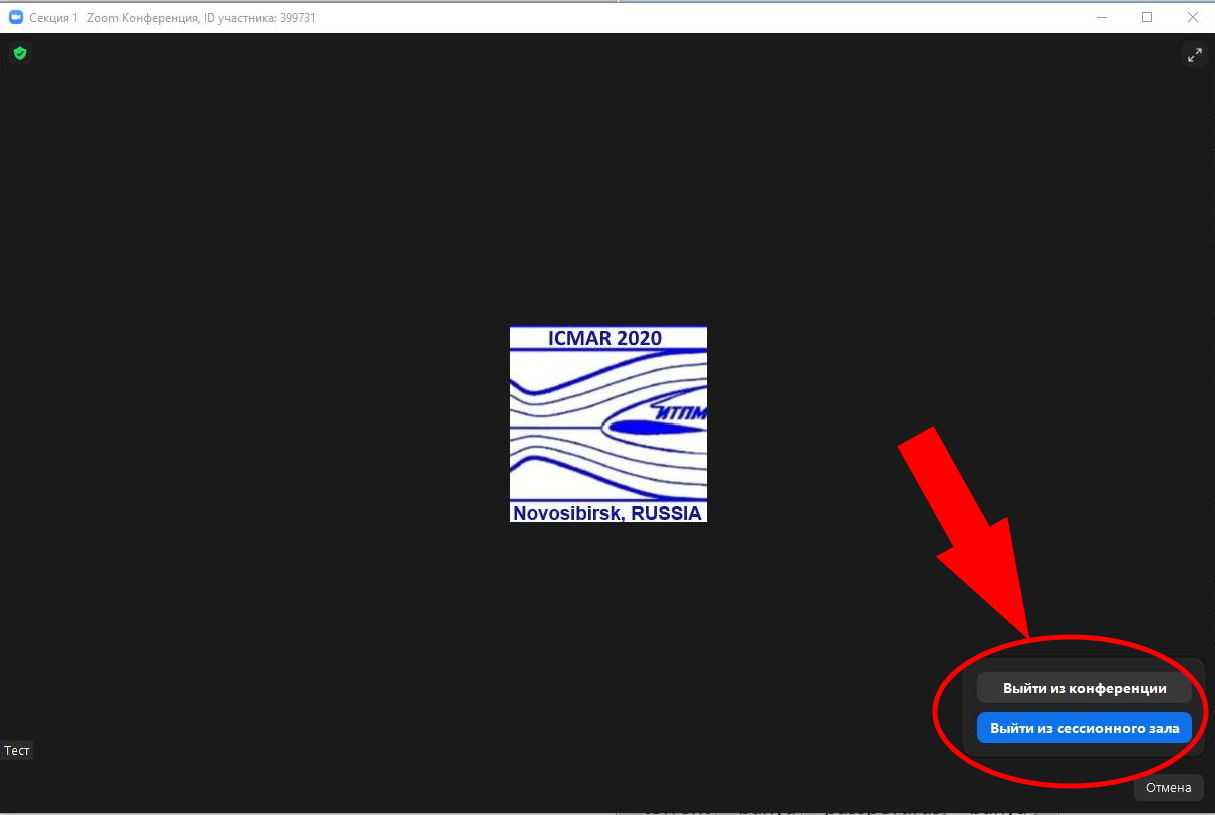 Секция 1 Zoom Конференция, ID участника: 399731
ICMAR 2020
ИТПМ
Novosibirsk, RUSSIA
Выйти из конференции
Выйти из сессионного зала
Тест
Отмена